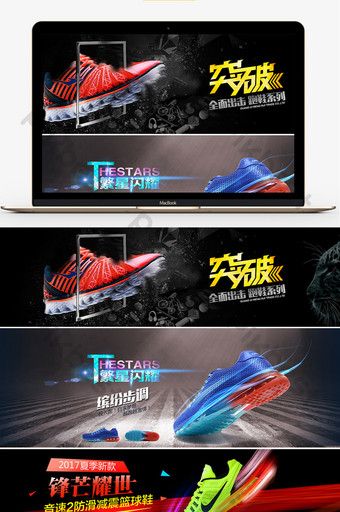 突破
全面出击 跑鞋系列
THESTARS
繁星闪耀
MacBook
突破
全面出击 跑鞋系列
THESTARS
繁星闪耀
缤纷步调
2017夏季新款
锋芒耀世
音速2防滑减震篮球鞋